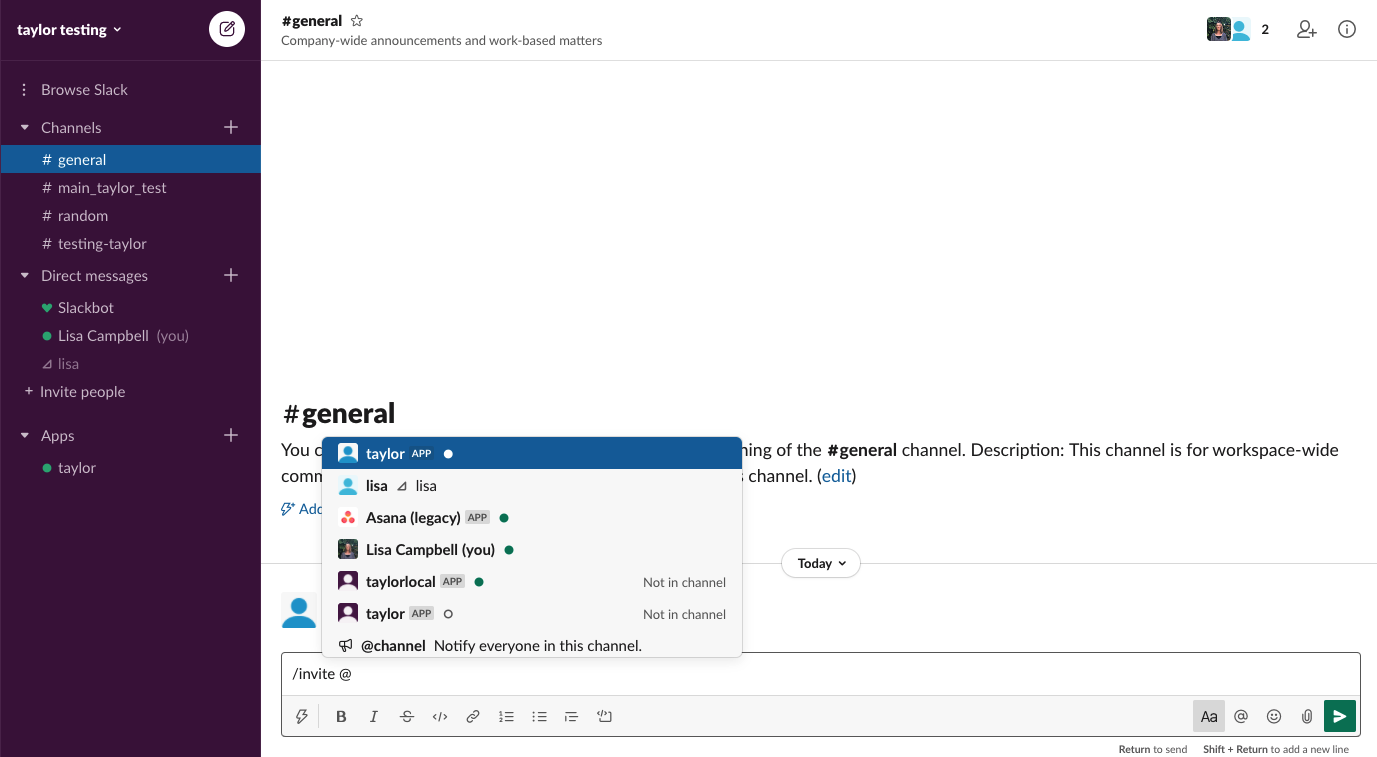 taylor testing
Browse Slack
Channels
# general
# main_taylor_test
# random
# testing-taylor
Direct messages
Slackbot
Lisa Campbell (you)
lisa
+ Invite people
Apps
taylor
#general
Company-wide announcements and work-based matters
2
#general
You c
ning of the #general channel. Description: This channel is for workspace-wide
comm
s channel. (edit)
Add
taylor APP
lisa lisa
Asana (legacy) APP
Lisa Campbell (you)
taylorlocal APP Not in channel
taylor APP Not in channel
@channel Notify everyone in this channel.
Today
/invite @
B I S </> Aa @
Return to send Shift + Return to add a new line